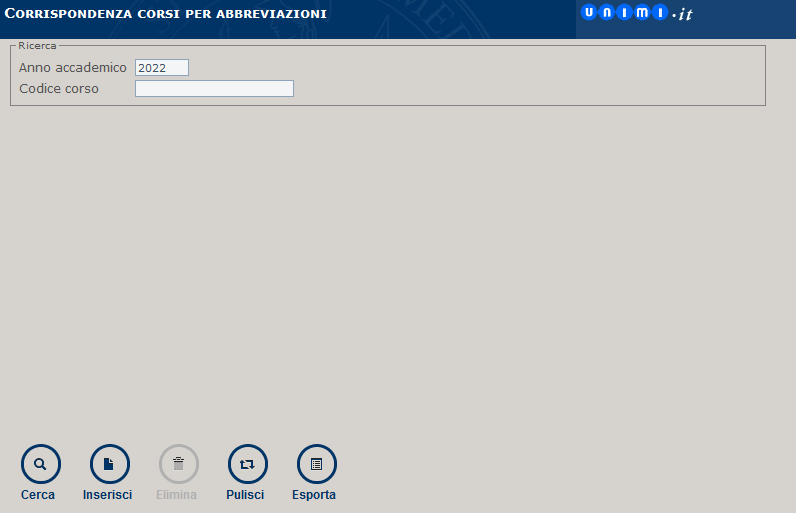 CORRISPONDENZA CORSI PER ABBREVIAZIONI
UNIMI.it
Ricerca
Anno accademico 2022
Codice corso
Cerca Inserisci Elimina Pulisci Esporta